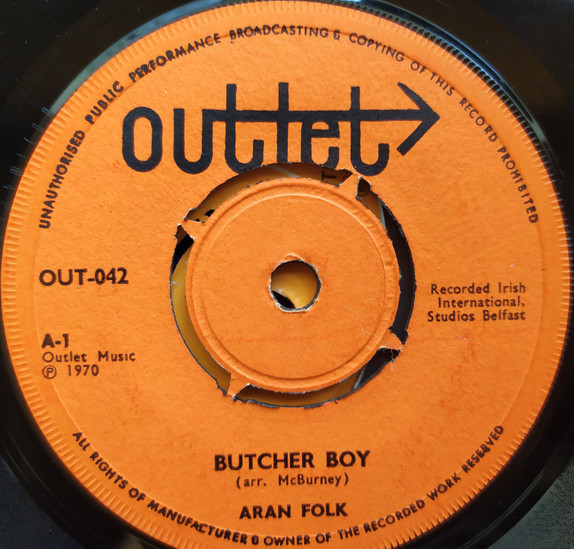 UNAUTHORISED PUBLIC PERFORMANCE BROADCASTING & COPYING OF THIS RECORD PROHIBITED
outlet
OUT-042
Recorded Irish
International,
Studios Belfast
A-1
Outlet Music
℗ 1970
BUTCHER BOY
(arr. McBurney)
ARAN FOLK
ALL RIGHTS OF MANUFACTURER & OWNER OF THE RECORDED WORK RESERVED